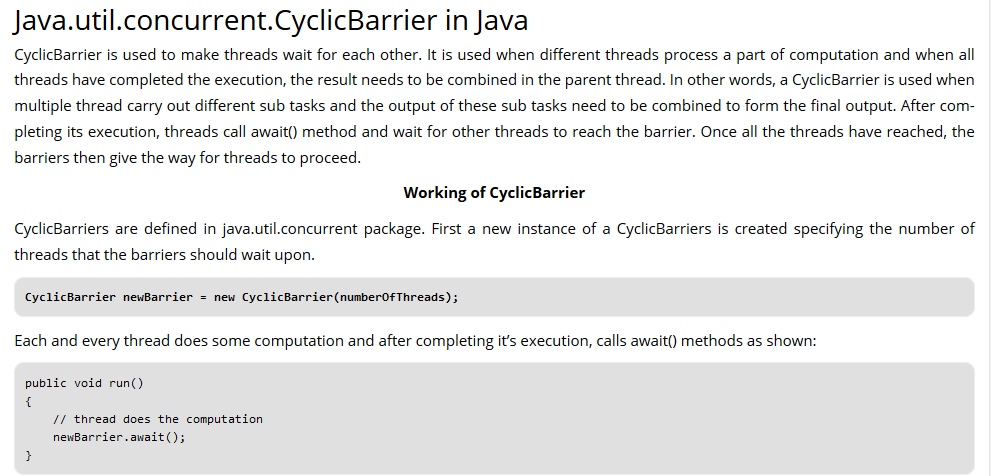 Java.util.concurrent.CyclicBarrier in Java
CyclicBarrier is used to make threads wait for each other. It is used when different threads process a part of computation and when all
threads have completed the execution, the result needs to be combined in the parent thread. In other words, a CyclicBarrier is used when
multiple thread carry out different sub tasks and the output of these sub tasks need to be combined to form the final output. After com-
pleting its execution, threads call await() method and wait for other threads to reach the barrier. Once all the threads have reached, the
barriers then give the way for threads to proceed.
Working of CyclicBarrier
CyclicBarriers are defined in java.util.concurrent package. First a new instance of a CyclicBarriers is created specifying the number of
threads that the barriers should wait upon.
CyclicBarrier newBarrier = new CyclicBarrier(numberOfThreads);
Each and every thread does some computation and after completing it’s execution, calls await() methods as shown:
public void run()
{
    // thread does the computation
    newBarrier.await();
}